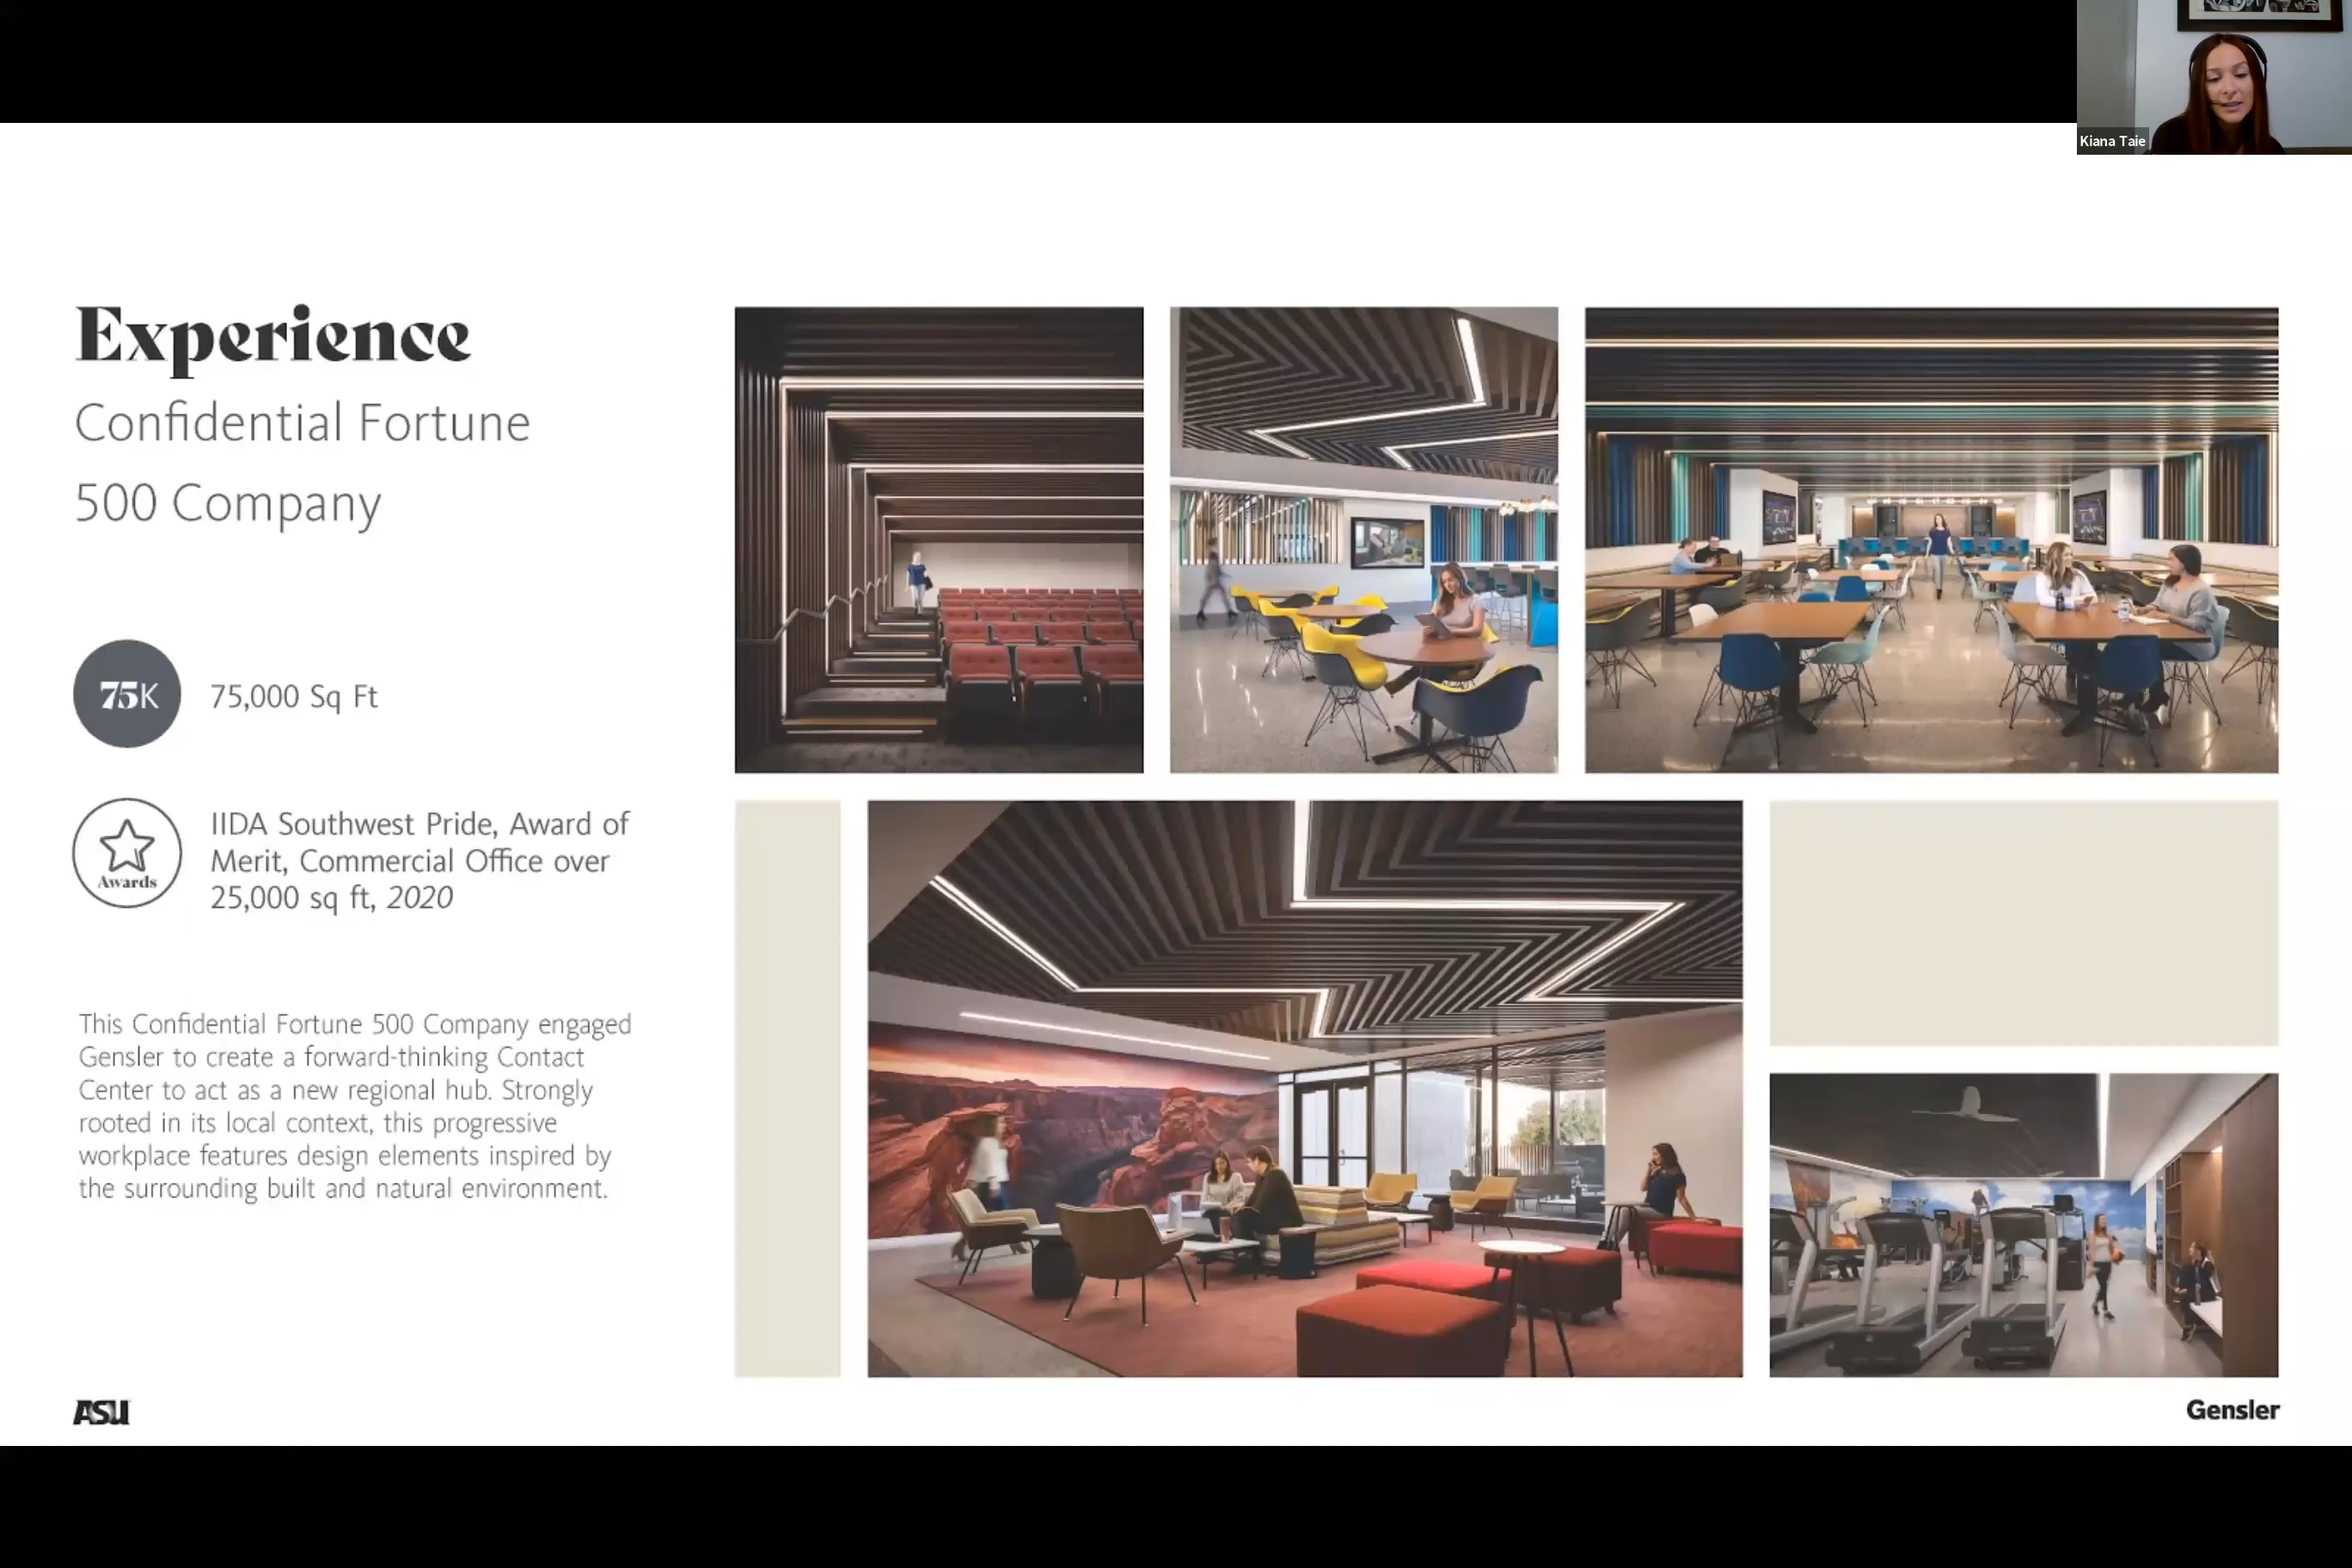 Kiana Taie
Experience
Confidential Fortune
500 Company
75K
75,000 Sq Ft
Awards
IIDA Southwest Pride, Award of
Merit, Commercial Office over
25,000 sq ft, 2020
This Confidential Fortune 500 Company engaged
Gensler to create a forward-thinking Contact
Center to act as a new regional hub. Strongly
rooted in its local context, this progressive
workplace features design elements inspired by
the surrounding built and natural environment.
ASU
Gensler